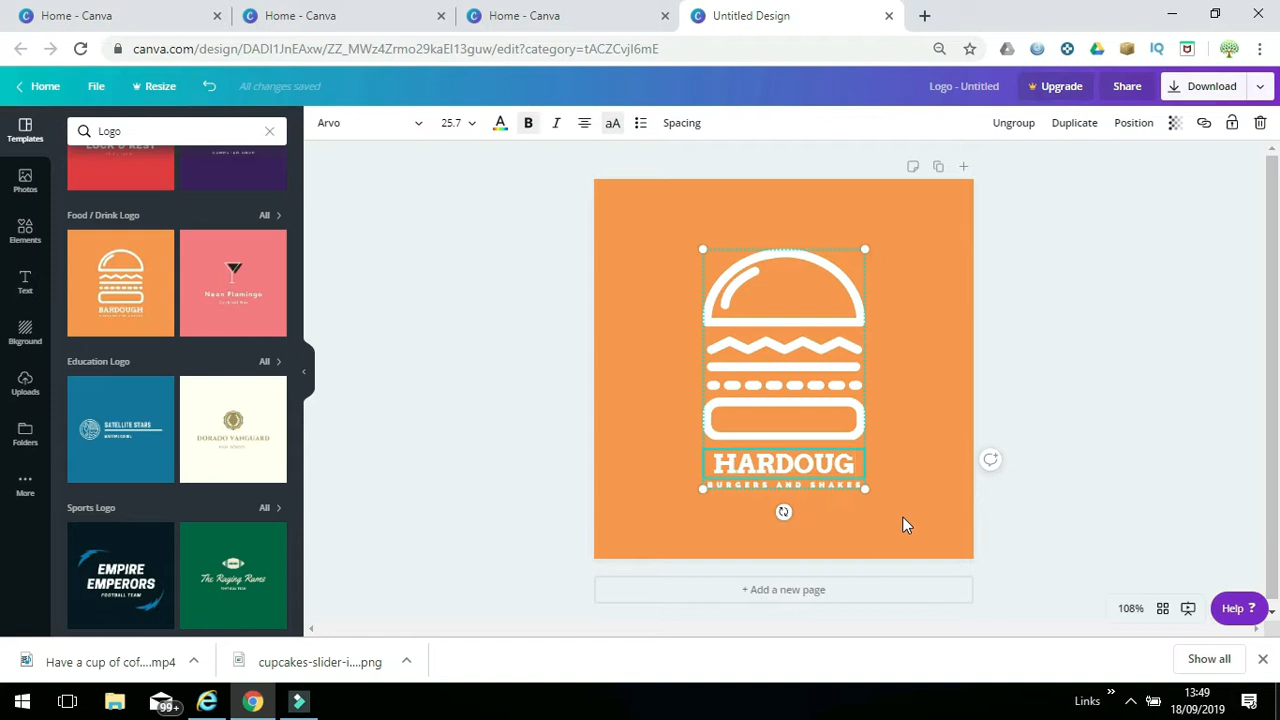 Home - Canva
Home - Canva
Home - Canva
Untitled Design
canva.com/design/DADI1JnEAxw/ZZ_MWz4Zrmo29kaEI13guw/edit?category=tACZCvjI6mE
Home
File
Resize
All changes saved
Logo - Untitled
Upgrade
Share
Download
Templates
Photos
Elements
Text
Bkground
Uploads
Folders
More
Logo
Food / Drink Logo
All
BARDOUGH
Neon Flamingo
Education Logo
All
SATELLITE STARS
DORADO VANGUARD
Sports Logo
All
EMPIRE
EMPERORS
FOOTBALL TEAM
The Raging Rams
Arvo
25.7
A
B
I
aA
Spacing
Ungroup
Duplicate
Position
HARDOUG
BURGERS AND SHAKES
+ Add a new page
108%
Help ?
Have a cup of cof....mp4
cupcakes-slider-i....png
Show all
99+
Links
13:49
18/09/2019